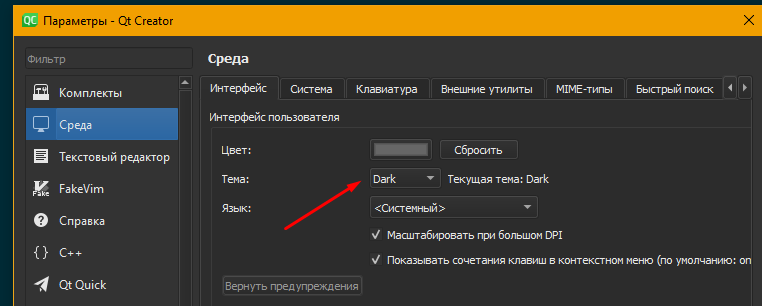 QC Параметры - Qt Creator
Фильтр
Комплекты
Среда
Текстовый редактор
Fake FakeVim
Справка
C++
Qt Quick
Среда
Интерфейс Система Клавиатура Внешние утилиты MIME-типы Быстрый поиск
Интерфейс пользователя
Цвет: Сбросить
Тема: Dark Текущая тема: Dark
Язык: <Системный>
Масштабировать при большом DPI
Показывать сочетания клавиш в контекстном меню (по умолчанию: on
Вернуть предупреждения